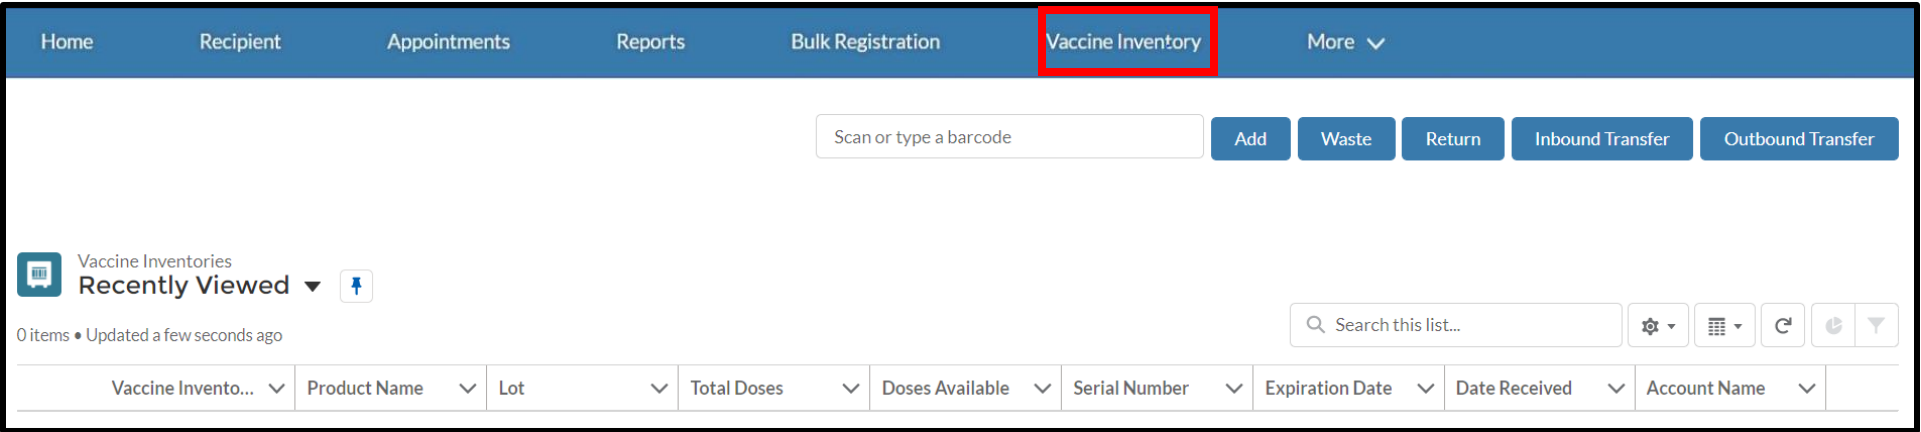 Home Recipient Appointments Reports Bulk Registration Vaccine Inventory More
Scan or type a barcode Add Waste Return Inbound Transfer Outbound Transfer
Vaccine Inventories
Recently Viewed
0 items • Updated a few seconds ago
Search this list...
Vaccine Invento... Product Name Lot Total Doses Doses Available Serial Number Expiration Date Date Received Account Name